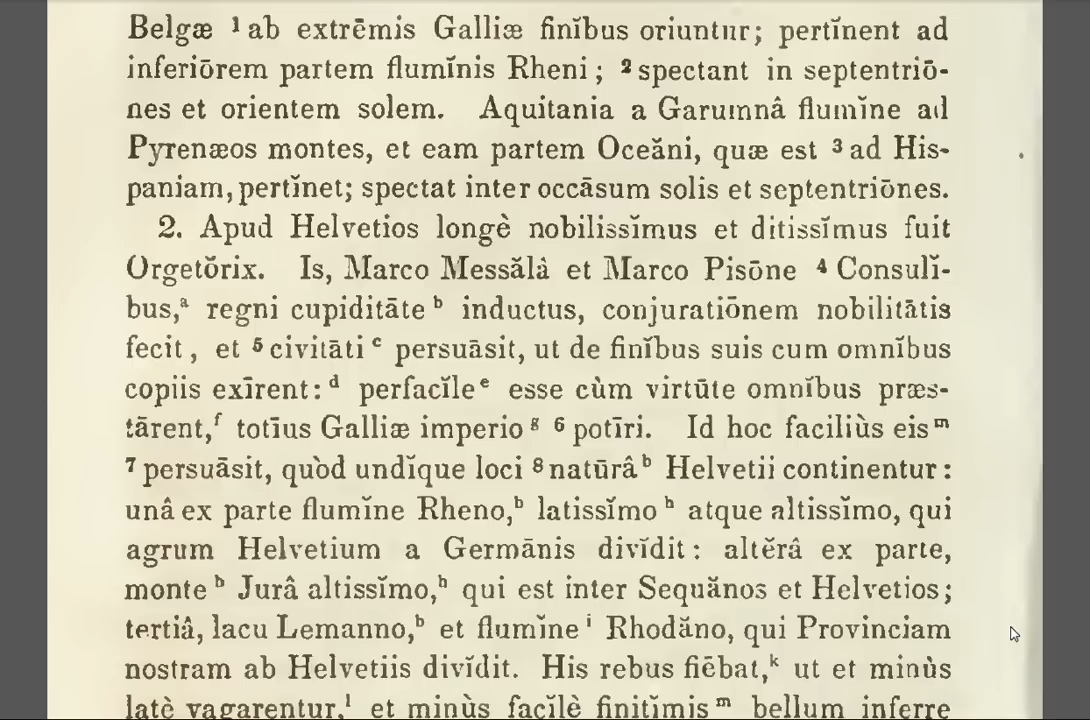 Belgæ ¹ ab extrēmis Galliæ finĭbus oriuntur; pertĭnent ad
inferiōrem partem flumĭnis Rheni; ² spectant in septentriō-
nes et orientem solem. Aquitania a Garumnâ flumĭne ad
Pyrenæos montes, et eam partem Oceăni, quæ est ³ ad His-
paniam, pertĭnet; spectat inter occāsum solis et septentriōnes.
2. Apud Helvetios longè nobilissĭmus et ditissĭmus fuit
Orgetŏrix. Is, Marco Messălâ et Marco Pisōne ⁴ Consulĭ-
bus,ᵃ regni cupiditāte ᵇ inductus, conjurationēm nobilitātis
fecit, et ⁵ civitāti ᶜ persuāsit, ut de finĭbus suis cum omnĭbus
copiis exīrent: ᵈ perfacĭle ᵉ esse cùm virtūte omnĭbus præs-
tārent,ᶠ totīus Galliæ imperio ᵍ ⁶ potīri. Id hoc faciliùs eis ᵐ
⁷ persuāsit, quòd undĭque loci ⁸ natūrâ ᵇ Helvetii continentur:
unâ ex parte flumĭne Rheno,ᵇ latissĭmo ʰ atque altissĭmo, qui
agrum Helvetium a Germānis divĭdit: altĕrâ ex parte,
monte ᵇ Jurâ altissĭmo,ʰ qui est inter Sequănos et Helvetios;
tertiâ, lacu Lemanno,ᵇ et flumĭne ⁱ Rhodăno, qui Provinciam
nostram ab Helvetiis divĭdit. His rebus fiēbat,ᵏ ut et minùs
latè vagarentur,ˡ et minùs facĭlè finitĭmis ᵐ bellum inferre